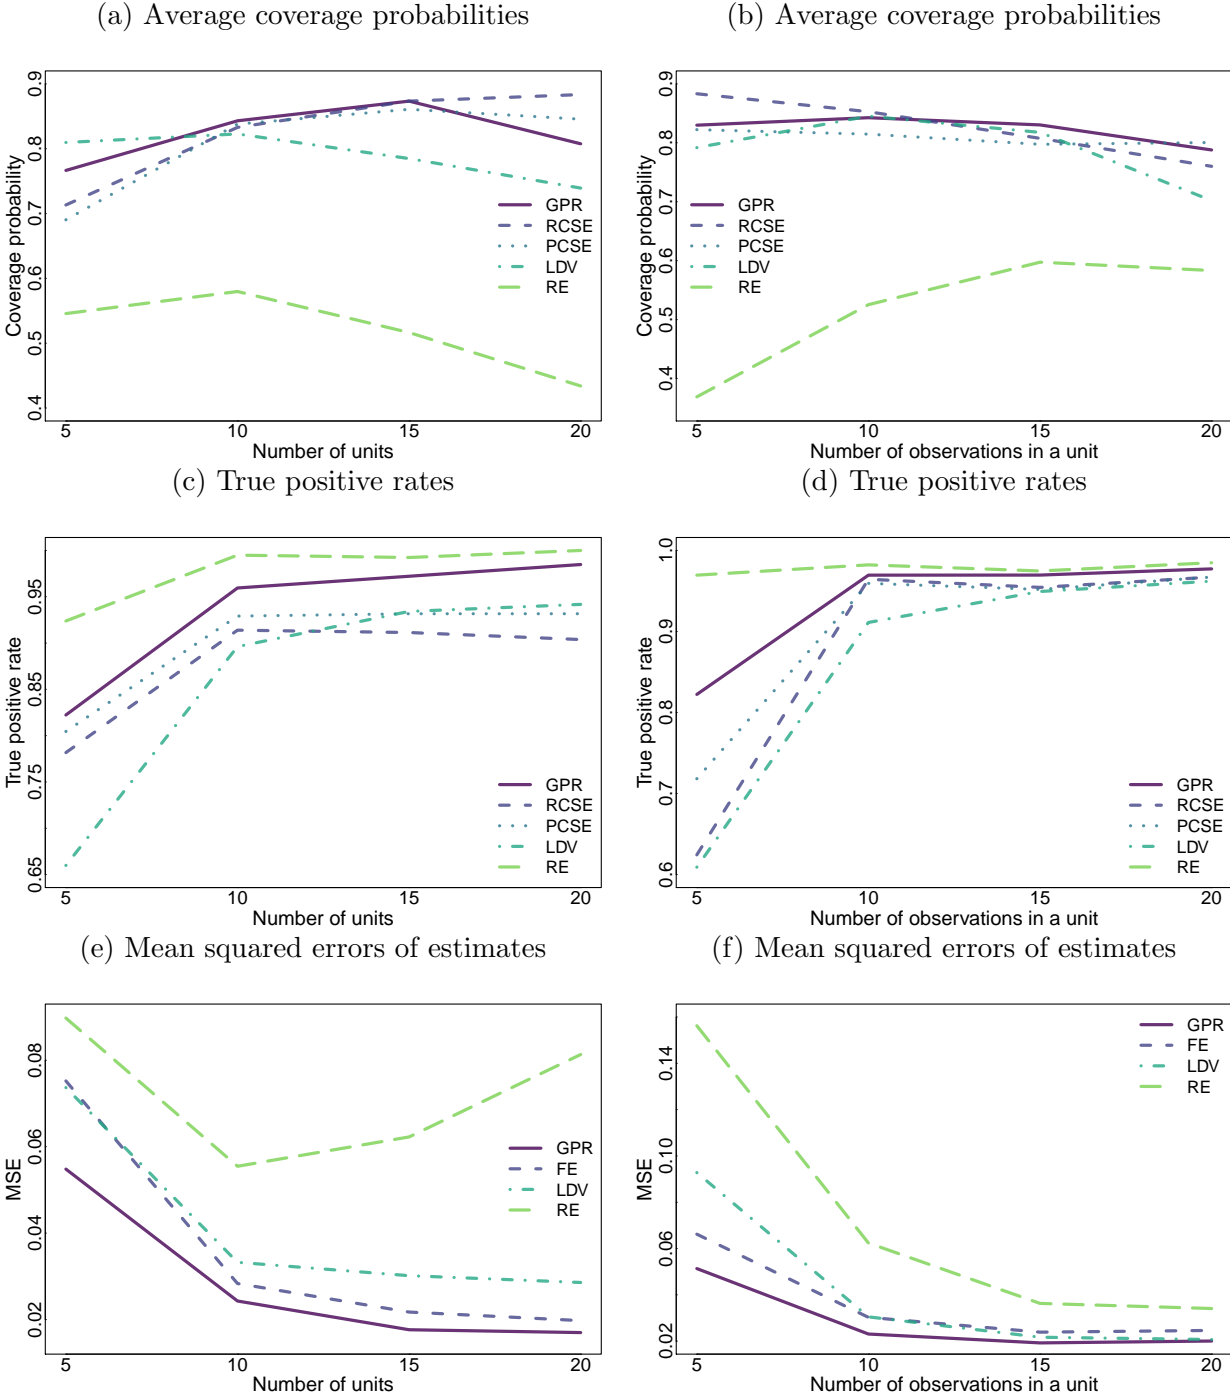 (a) Average coverage probabilities
Coverage probability
0.9
0.8
0.7
0.6
0.5
0.4
GPR
RCSE
PCSE
LDV
RE
5 10 15 20
Number of units
(b) Average coverage probabilities
Coverage probability
0.9
0.8
0.7
0.6
0.5
0.4
GPR
RCSE
PCSE
LDV
RE
5 10 15 20
Number of observations in a unit
(c) True positive rates
True positive rate
0.95
0.85
0.75
0.65
GPR
RCSE
PCSE
LDV
RE
5 10 15 20
Number of units
(d) True positive rates
True positive rate
1.0
0.9
0.8
0.7
0.6
GPR
RCSE
PCSE
LDV
RE
5 10 15 20
Number of observations in a unit
(e) Mean squared errors of estimates
MSE
0.08
0.06
0.04
0.02
GPR
FE
LDV
RE
5 10 15 20
Number of units
(f) Mean squared errors of estimates
MSE
0.14
0.10
0.06
0.02
GPR
FE
LDV
RE
5 10 15 20
Number of observations in a unit